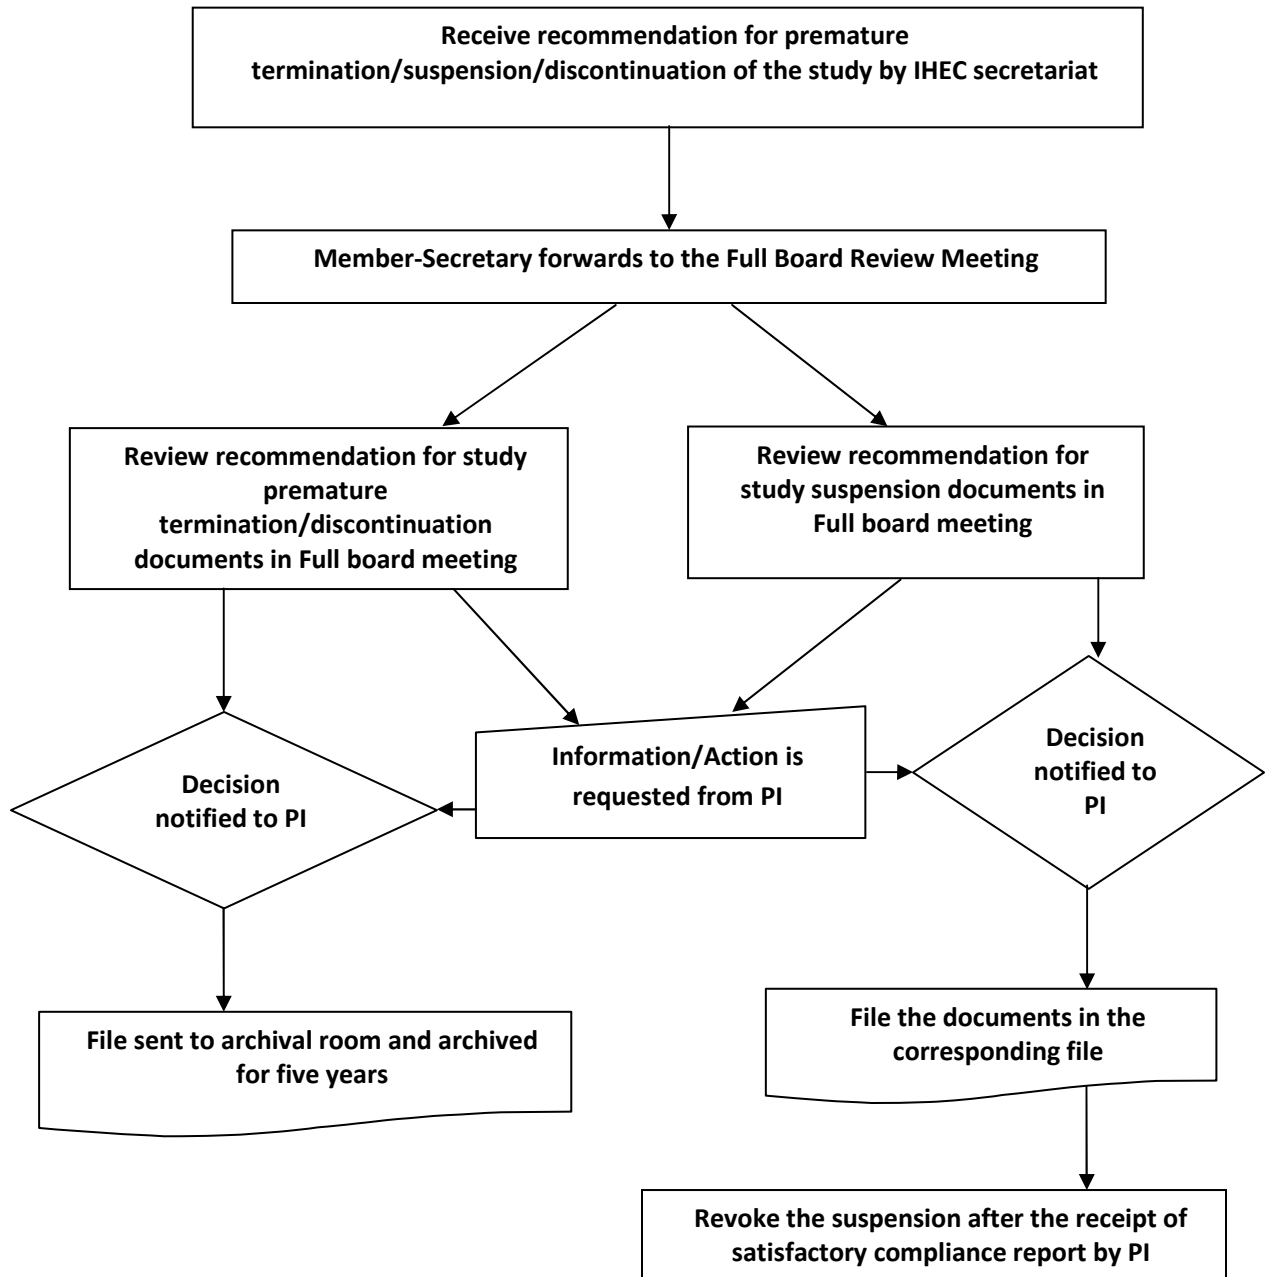 Receive recommendation for premature
termination/suspension/discontinuation of the study by IHEC secretariat
Member-Secretary forwards to the Full Board Review Meeting
Review recommendation for study
premature
termination/discontinuation
documents in Full board meeting
Review recommendation for
study suspension documents in
Full board meeting
Decision
notified to PI
Information/Action is
requested from PI
Decision
notified to
PI
File sent to archival room and archived
for five years
File the documents in the
corresponding file
Revoke the suspension after the receipt of
satisfactory compliance report by PI